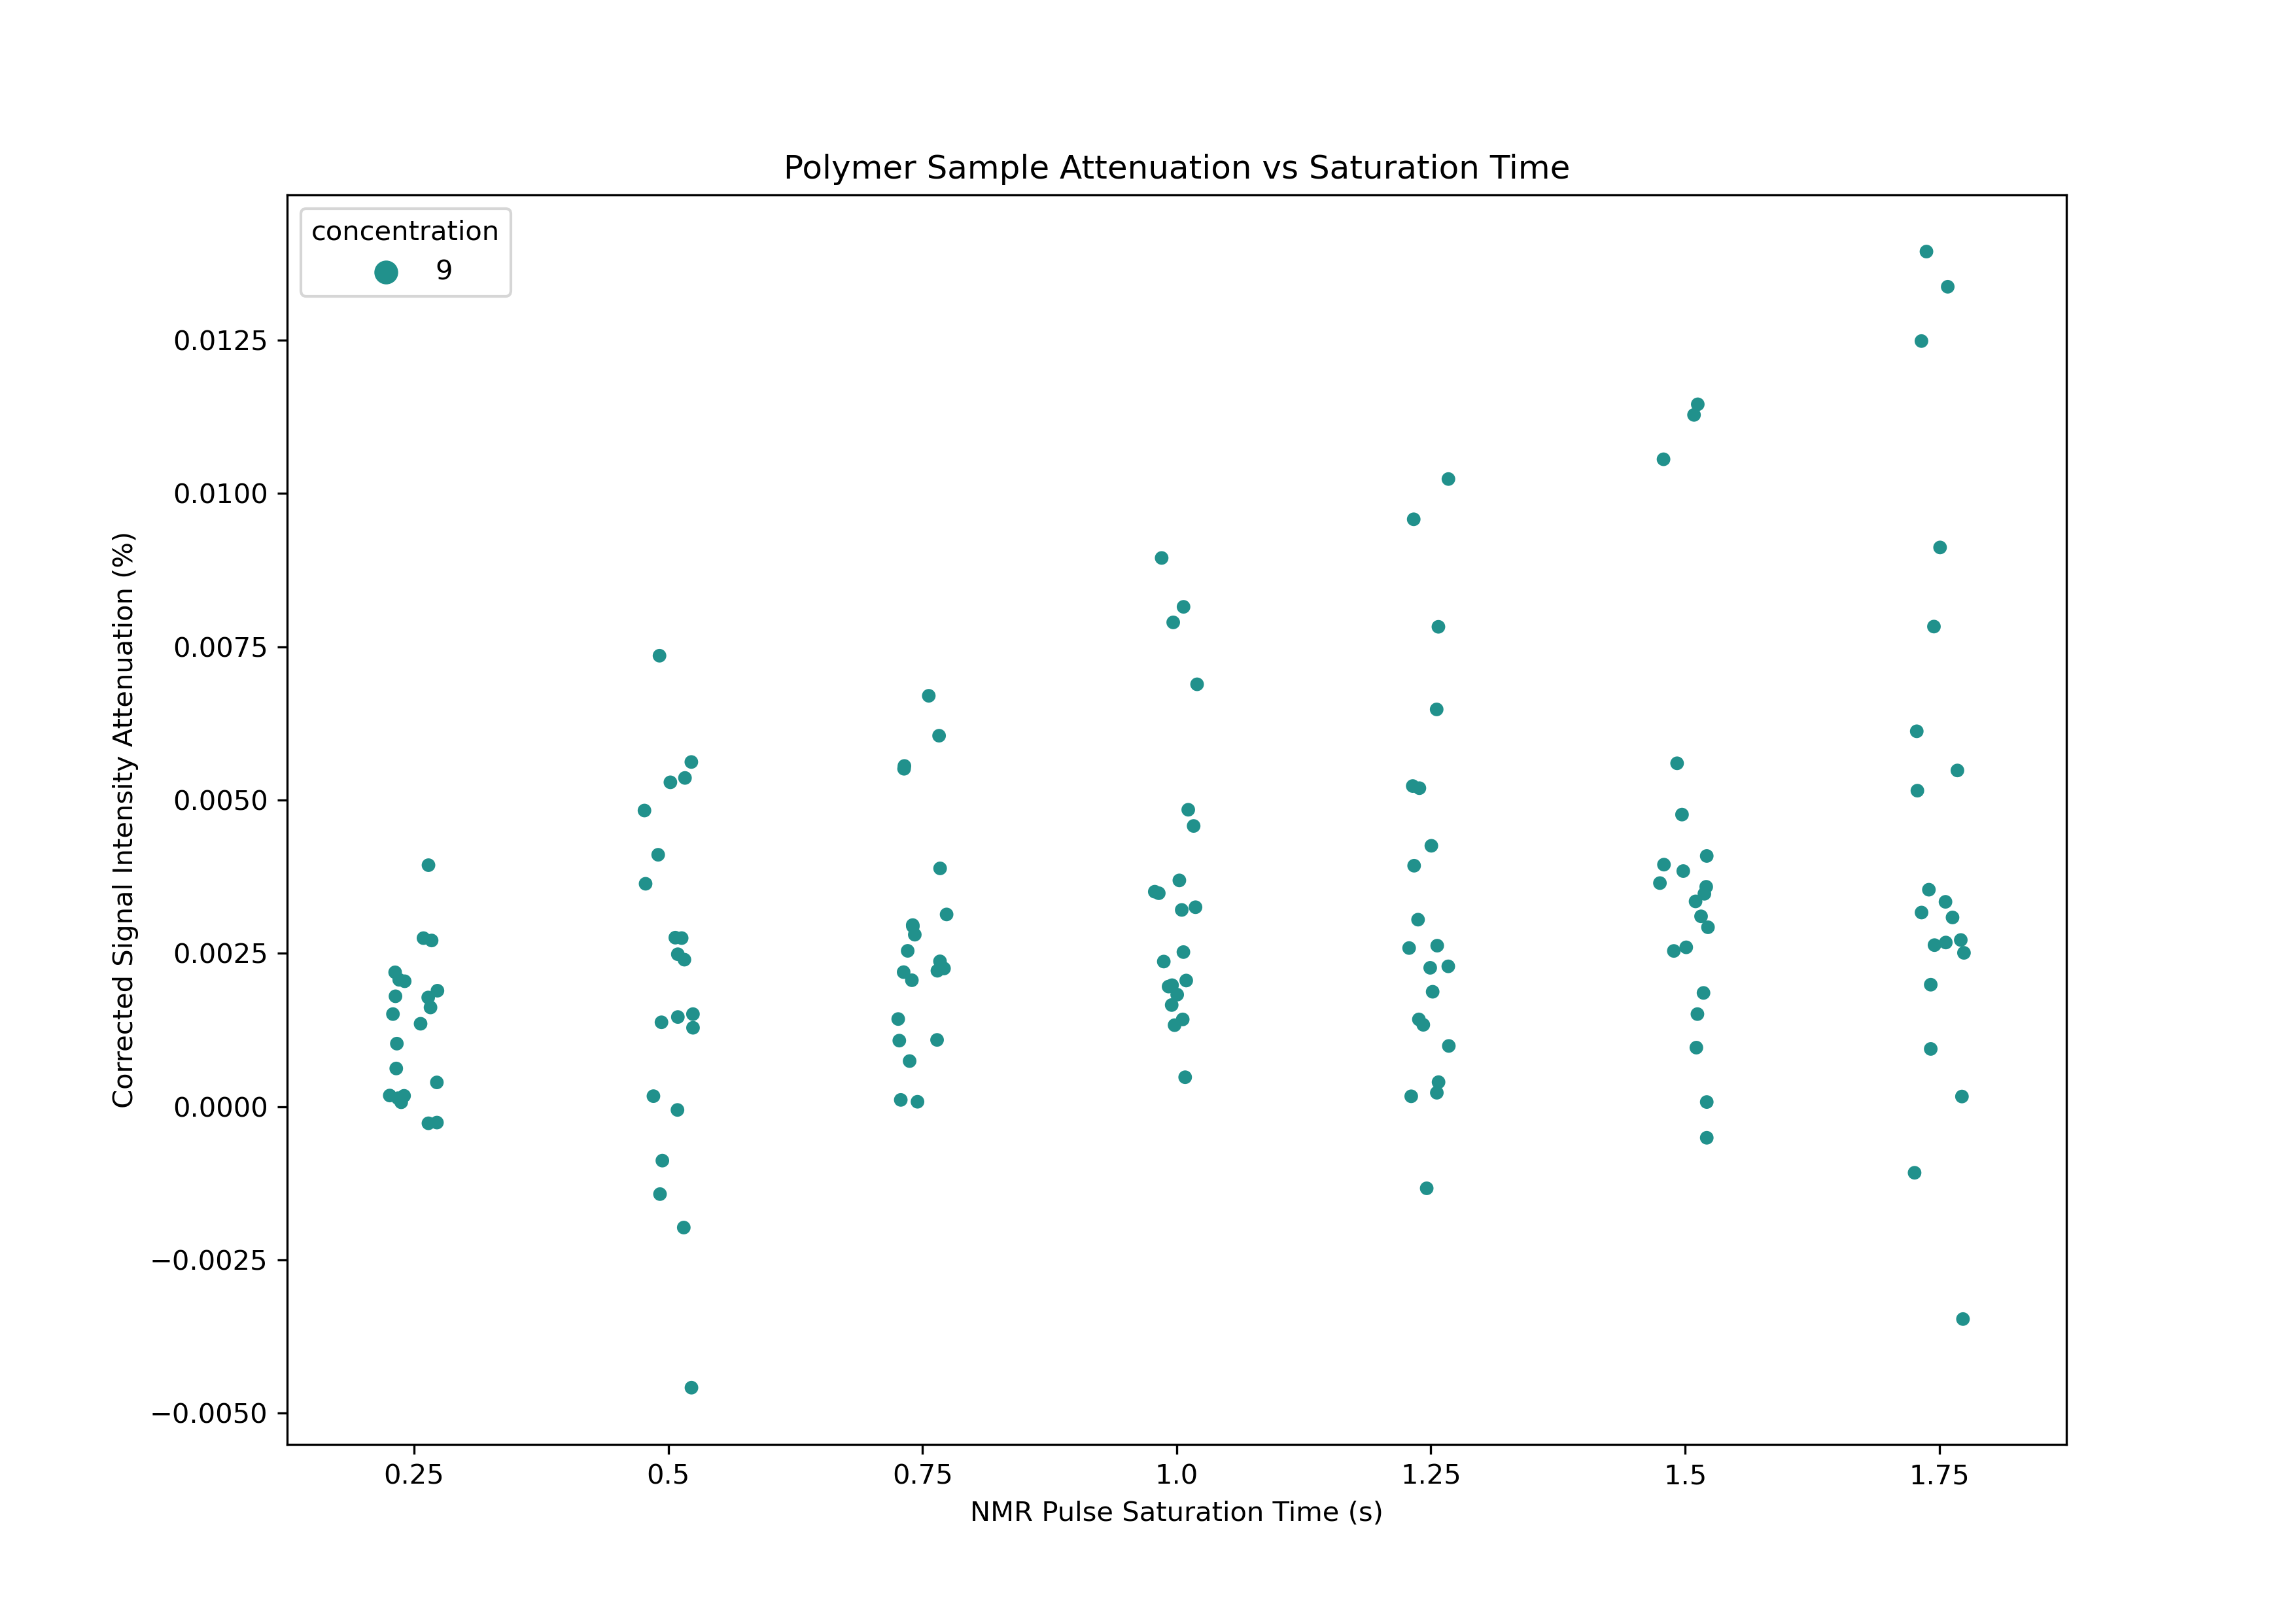 Polymer Sample Attenuation vs Saturation Time
concentration
9
0.0125
0.0100
0.0075
0.0050
0.0025
0.0000
−0.0025
−0.0050
Corrected Signal Intensity Attenuation (%)
0.25 0.5 0.75 1.0 1.25 1.5 1.75
NMR Pulse Saturation Time (s)